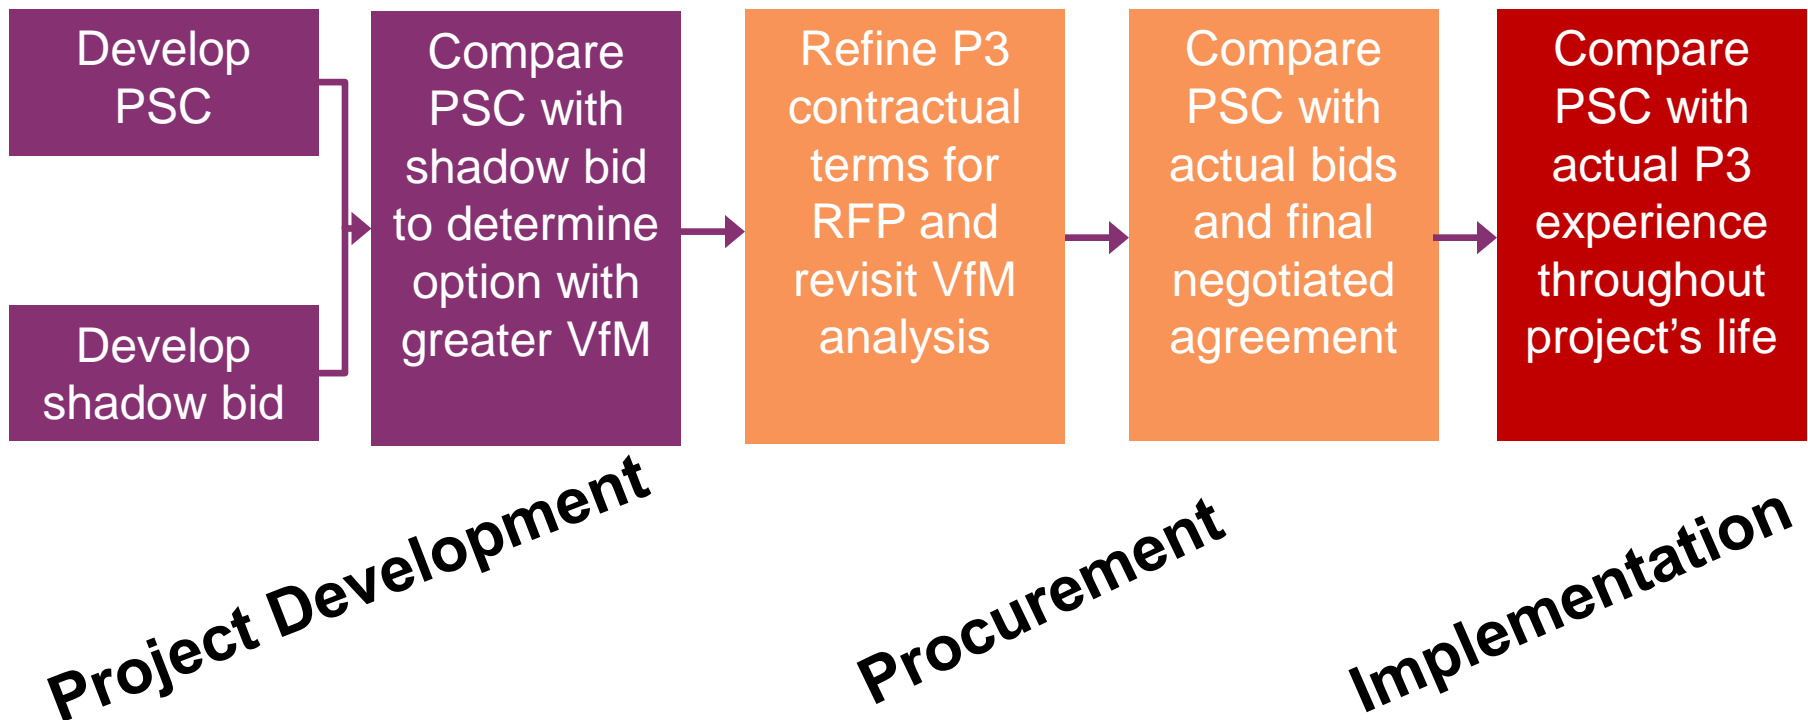 Develop
PSC
Develop
shadow bid
Compare
PSC with
shadow bid
to determine
option with
greater VfM
Refine P3
contractual
terms for
RFP and
revisit VfM
analysis
Compare
PSC with
actual bids
and final
negotiated
agreement
Compare
PSC with
actual P3
experience
throughout
project’s life
Project Development
Procurement
Implementation